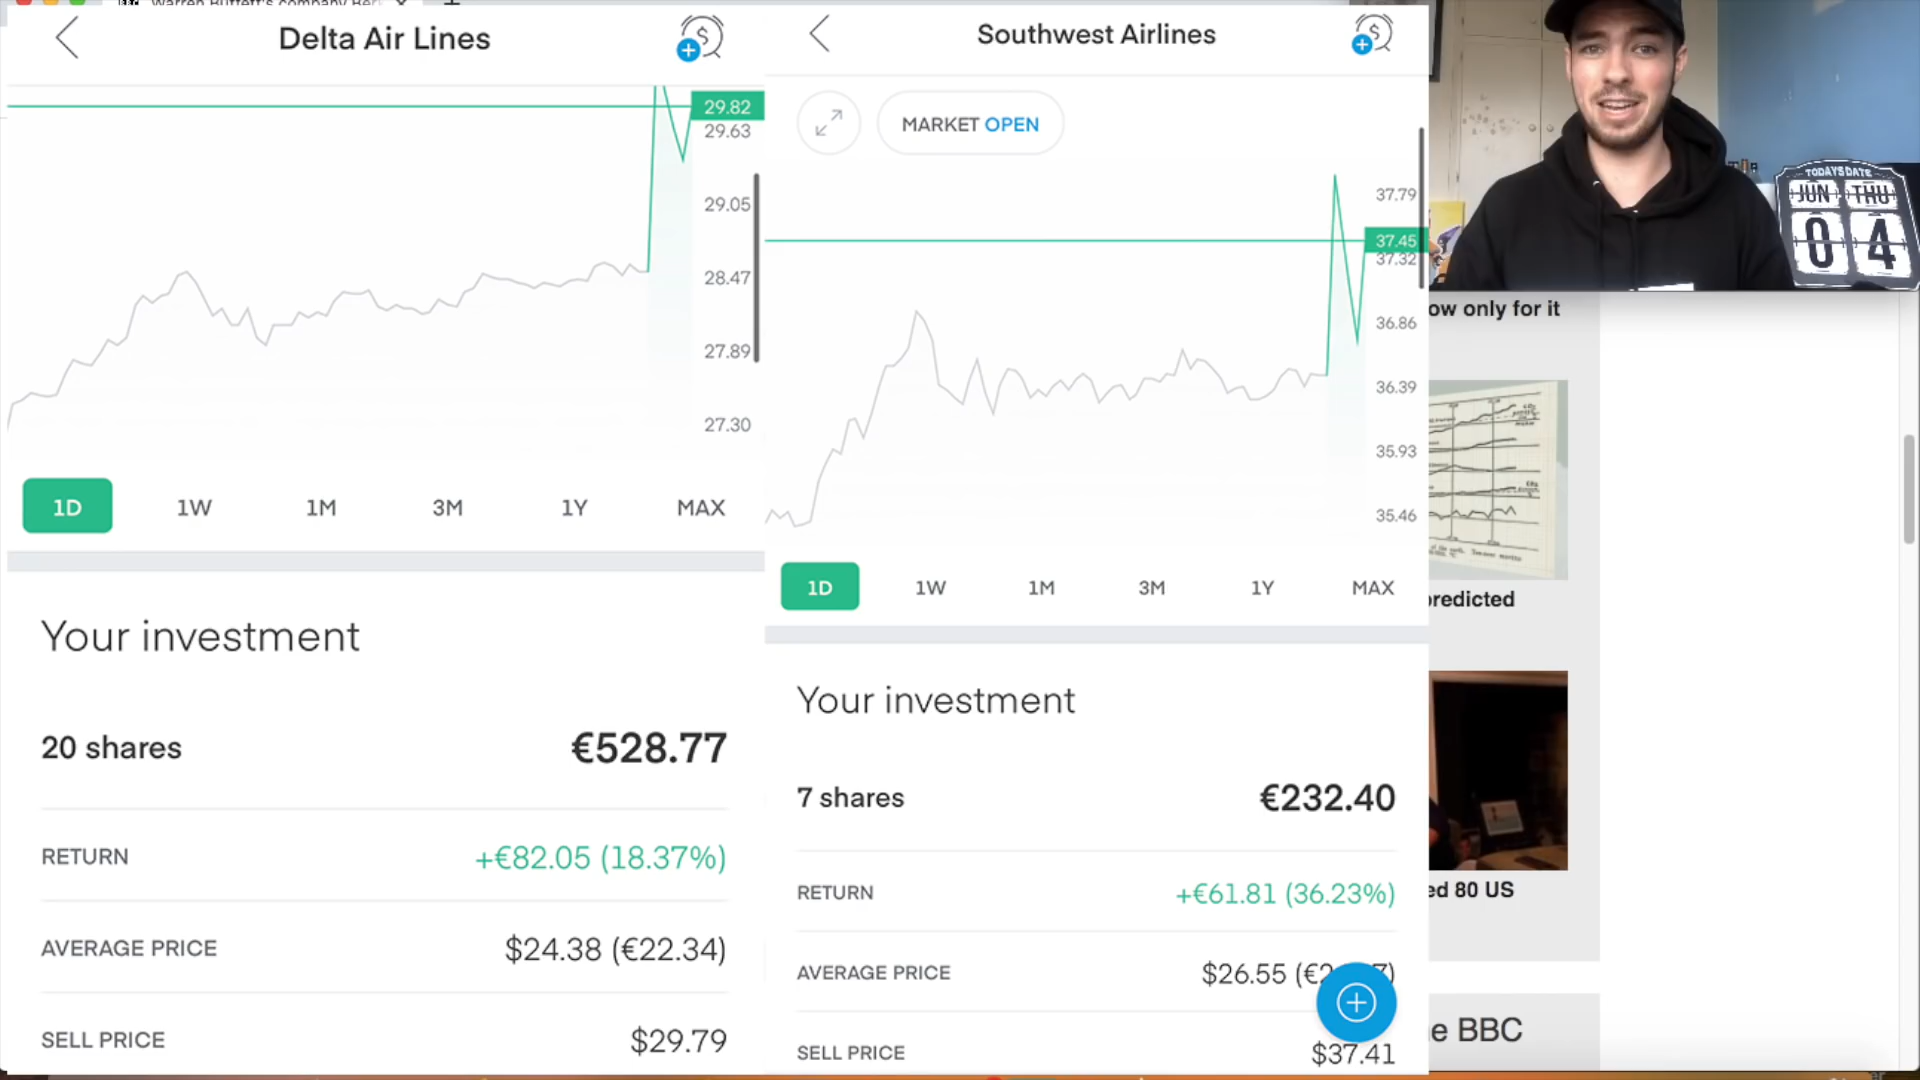 Delta Air Lines
29.82
29.63
29.05
28.47
27.89
27.30
1D 1W 1M 3M 1Y MAX
Your investment
20 shares €528.77
RETURN +€82.05 (18.37%)
AVERAGE PRICE $24.38 (€22.34)
SELL PRICE $29.79
Southwest Airlines
MARKET OPEN
37.79
37.45
37.32
36.86
36.39
35.93
35.46
1D 1W 1M 3M 1Y MAX
Your investment
7 shares €232.40
RETURN +€61.81 (36.23%)
AVERAGE PRICE $26.55
SELL PRICE $37.41
TODAYS DATE
JUN THU
04
ow only for it
predicted
ed 80 US
e BBC